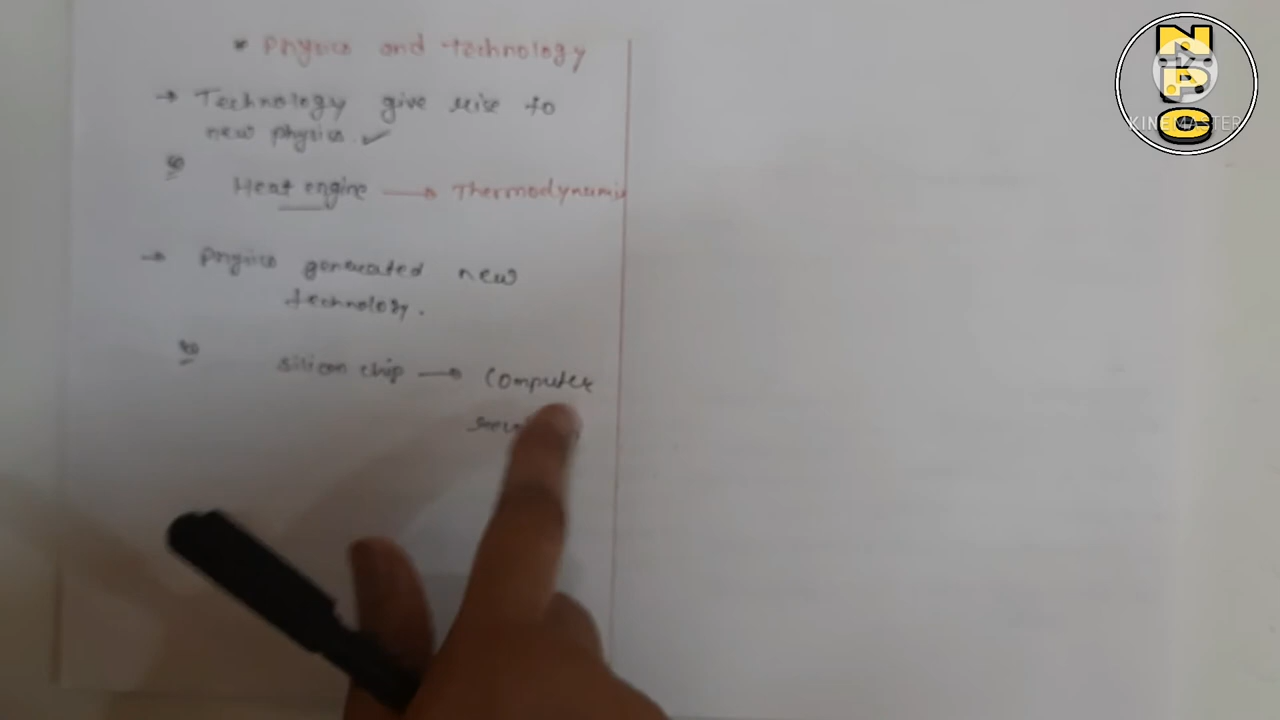 * Physics and technology
→ Technology give rise to
new physics. ✓
eg
Heat engine → Thermodynamics
→ Physics generated new
technology.
eg
silicon chip → Computer
N
K
P
KINEMASTER
C